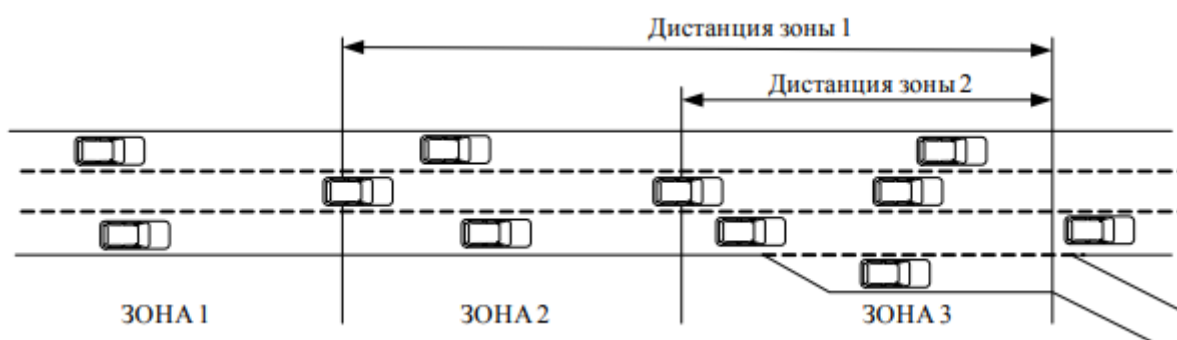 Дистанция зоны 1
Дистанция зоны 2
ЗОНА 1
ЗОНА 2
ЗОНА 3